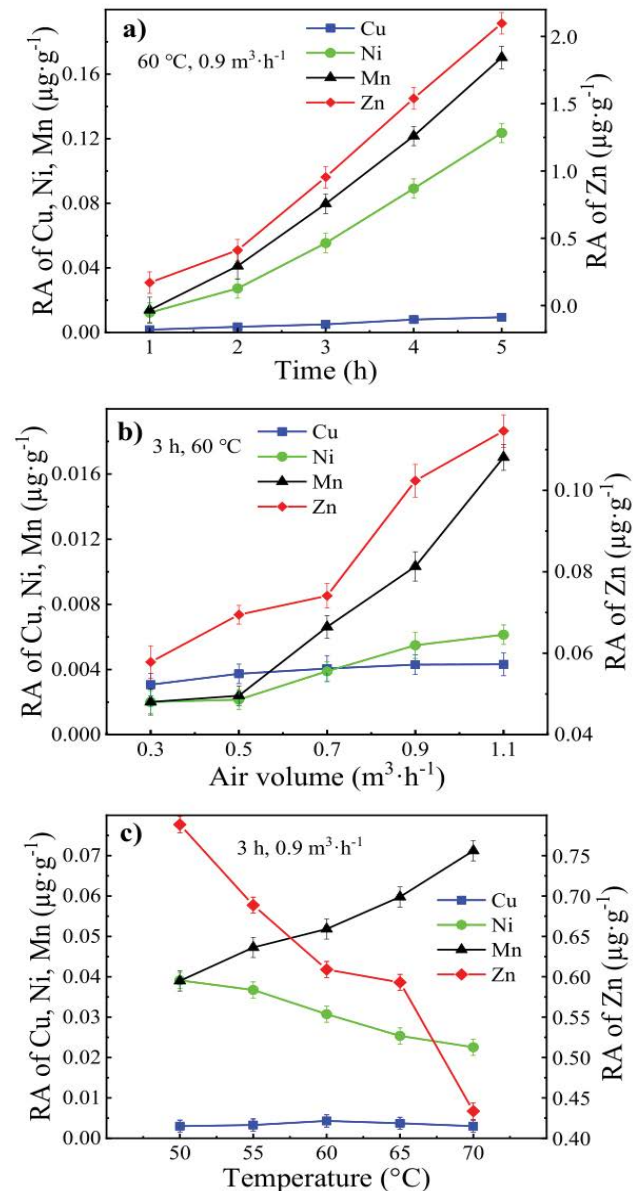 a)
60 °C, 0.9 m³·h⁻¹
Cu
Ni
Mn
Zn
RA of Cu, Ni, Mn (μg·g⁻¹)
0.16
0.12
0.08
0.04
0.00
RA of Zn (μg·g⁻¹)
2.0
1.5
1.0
0.5
0.0
1 2 3 4 5
Time (h)
b)
3 h, 60 °C
Cu
Ni
Mn
Zn
RA of Cu, Ni, Mn (μg·g⁻¹)
0.016
0.012
0.008
0.004
0.000
RA of Zn (μg·g⁻¹)
0.10
0.08
0.06
0.04
0.3 0.5 0.7 0.9 1.1
Air volume (m³·h⁻¹)
c)
3 h, 0.9 m³·h⁻¹
Cu
Ni
Mn
Zn
RA of Cu, Ni, Mn (μg·g⁻¹)
0.07
0.06
0.05
0.04
0.03
0.02
0.01
0.00
RA of Zn (μg·g⁻¹)
0.75
0.70
0.65
0.60
0.55
0.50
0.45
0.40
50 55 60 65 70
Temperature (°C)